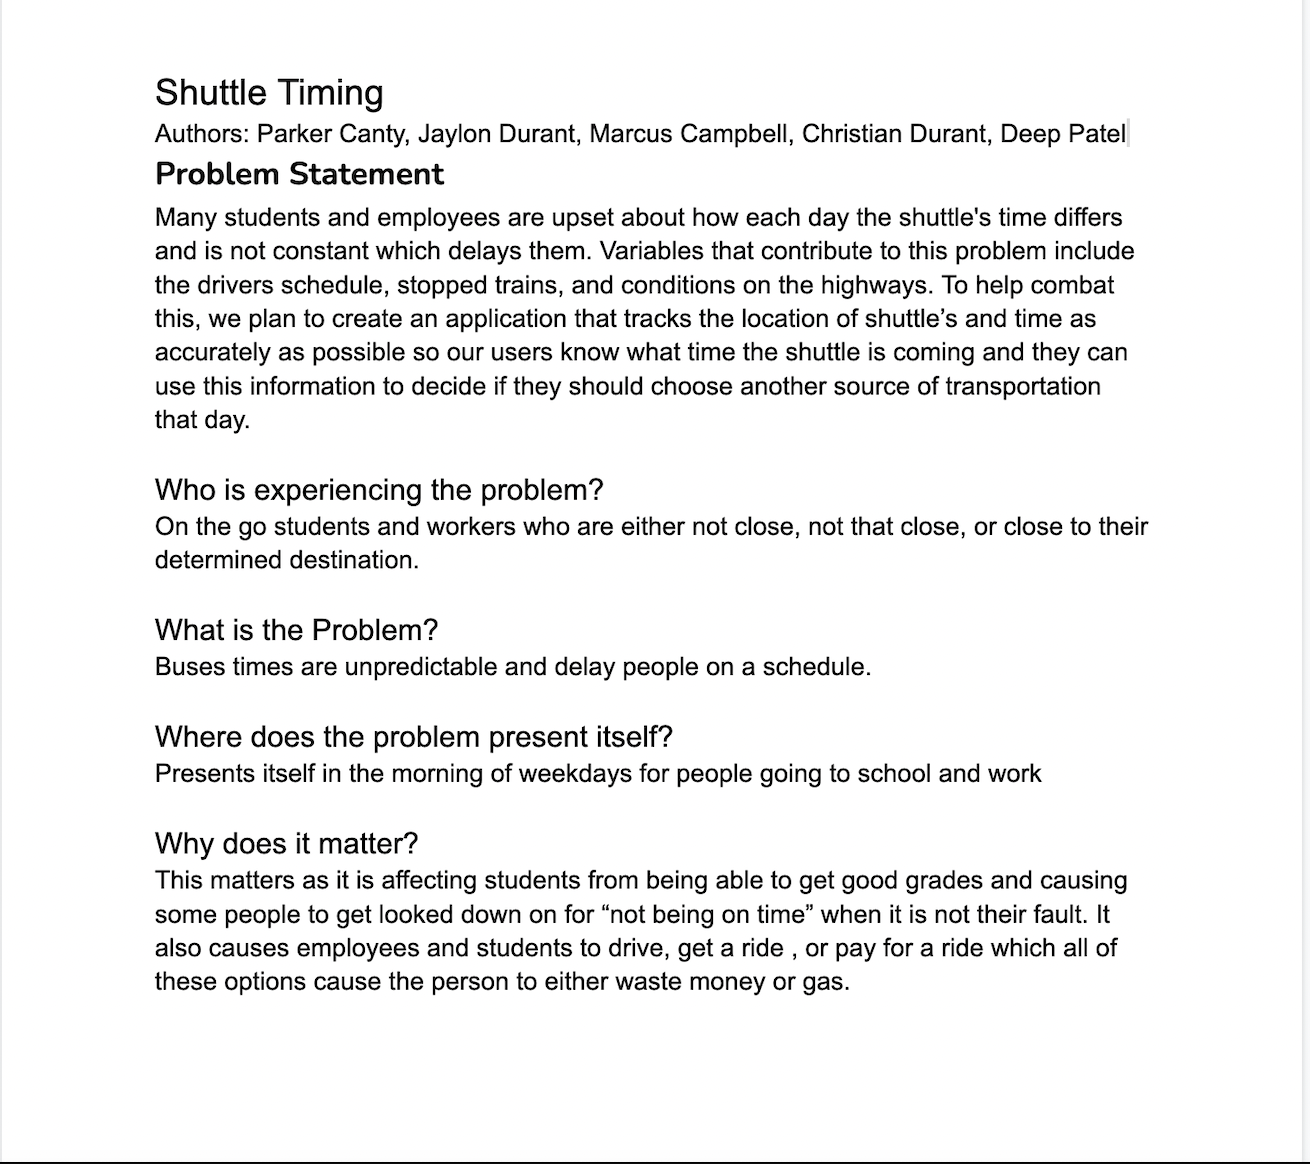 Shuttle Timing
Authors: Parker Canty, Jaylon Durant, Marcus Campbell, Christian Durant, Deep Patel
Problem Statement
Many students and employees are upset about how each day the shuttle's time differs
and is not constant which delays them. Variables that contribute to this problem include
the drivers schedule, stopped trains, and conditions on the highways. To help combat
this, we plan to create an application that tracks the location of shuttle’s and time as
accurately as possible so our users know what time the shuttle is coming and they can
use this information to decide if they should choose another source of transportation
that day.
Who is experiencing the problem?
On the go students and workers who are either not close, not that close, or close to their
determined destination.
What is the Problem?
Buses times are unpredictable and delay people on a schedule.
Where does the problem present itself?
Presents itself in the morning of weekdays for people going to school and work
Why does it matter?
This matters as it is affecting students from being able to get good grades and causing
some people to get looked down on for “not being on time” when it is not their fault. It
also causes employees and students to drive, get a ride , or pay for a ride which all of
these options cause the person to either waste money or gas.